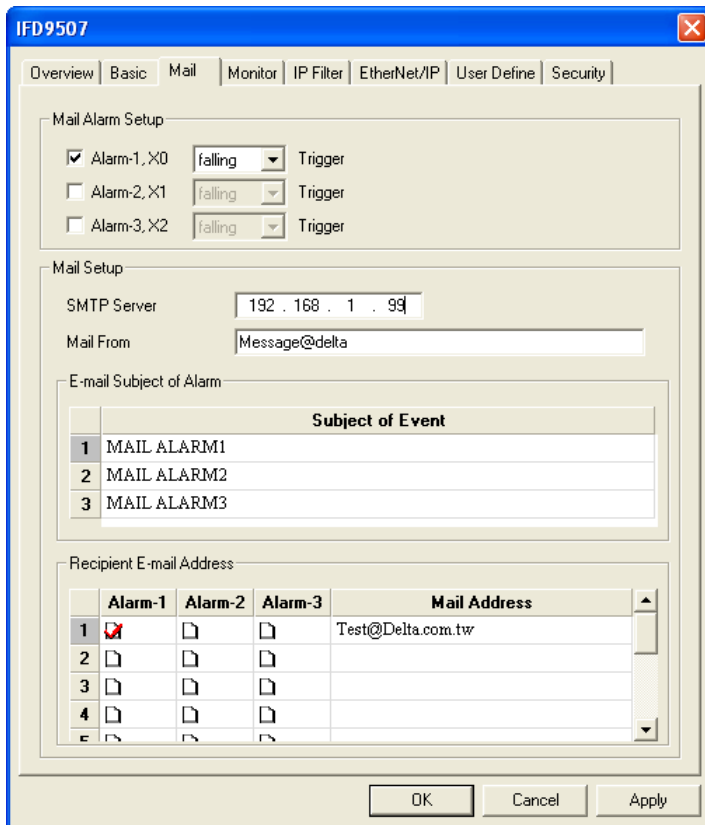 IFD9507
Overview Basic Mail Monitor IP Filter EtherNet/IP User Define Security
Mail Alarm Setup
Alarm-1, X0 falling Trigger
Alarm-2, X1 falling Trigger
Alarm-3, X2 falling Trigger
Mail Setup
SMTP Server 192 . 168 . 1 . 99
Mail From Message@delta
E-mail Subject of Alarm
Subject of Event
1 MAIL ALARM1
2 MAIL ALARM2
3 MAIL ALARM3
Recipient E-mail Address
Alarm-1 Alarm-2 Alarm-3 Mail Address
1 Test@Delta.com.tw
2
3
4
5
OK Cancel Apply